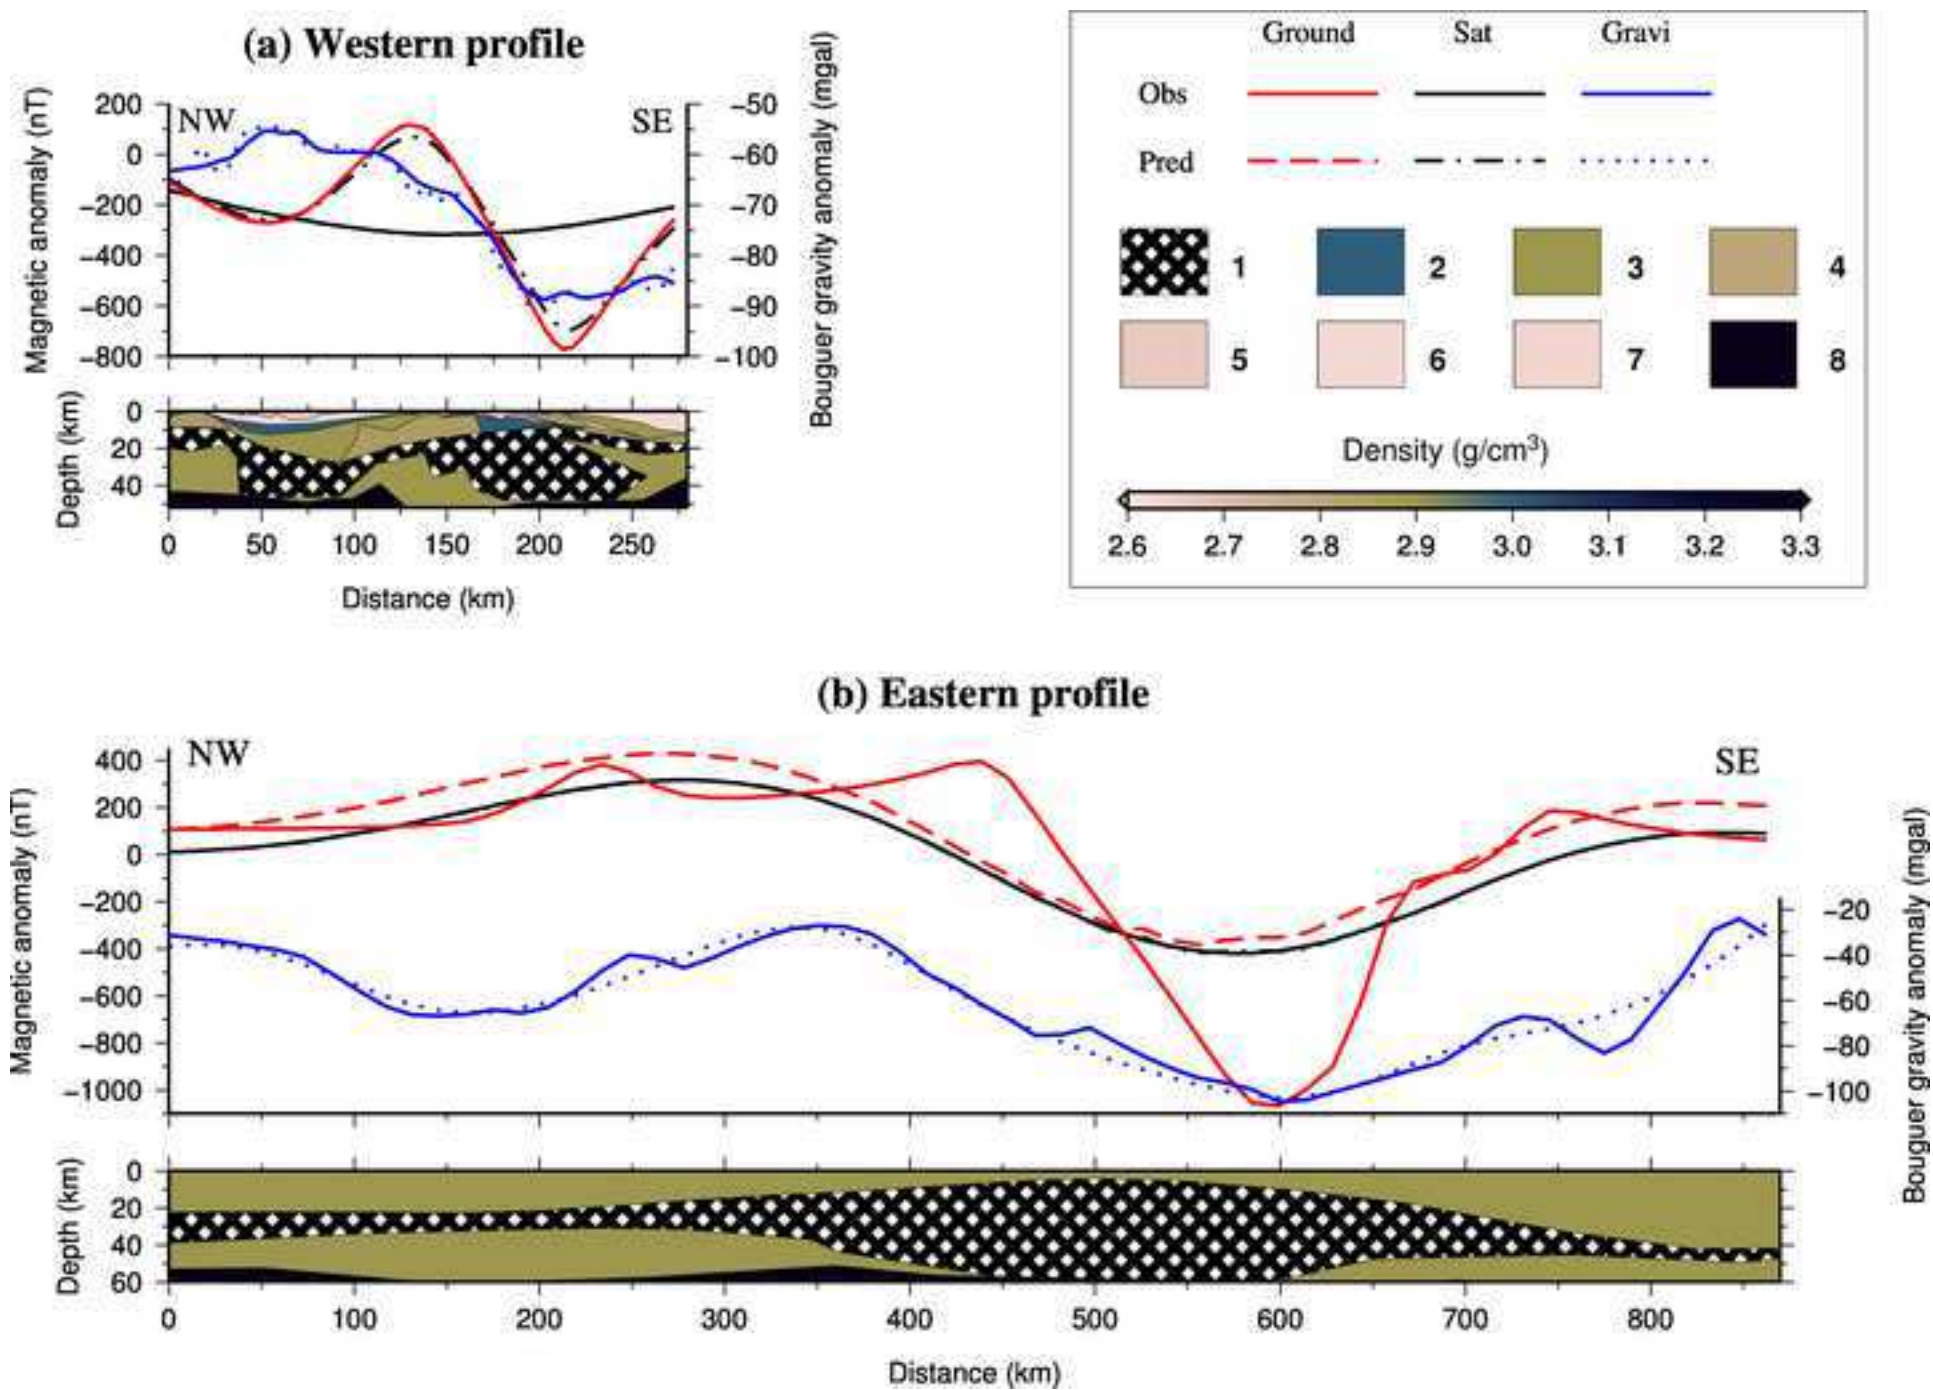 (a) Western profile
Magnetic anomaly (nT)
200
0
−200
−400
−600
−800
NW
SE
−50
−60
−70
−80
−90
−100
Bouguer gravity anomaly (mgal)
Depth (km)
0
20
40
0 50 100 150 200 250
Distance (km)
Ground Sat Gravi
Obs
Pred
1 2 3 4
5 6 7 8
Density (g/cm³)
2.6 2.7 2.8 2.9 3.0 3.1 3.2 3.3
(b) Eastern profile
Magnetic anomaly (nT)
400
200
0
−200
−400
−600
−800
−1000
NW
SE
−20
−40
−60
−80
−100
Bouguer gravity anomaly (mgal)
Depth (km)
0
20
40
60
0 100 200 300 400 500 600 700 800
Distance (km)